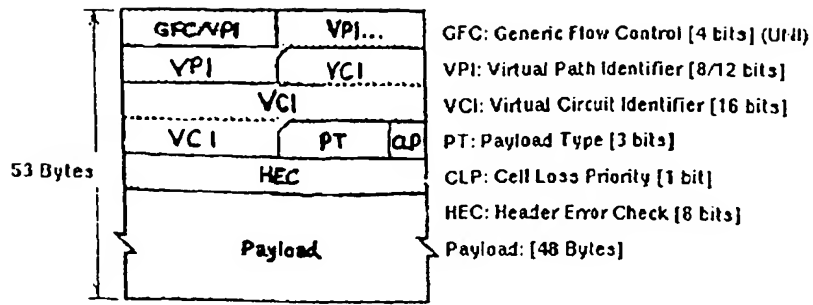 GFC/VPI VPI... GFC: Generic Flow Control [4 bits] (UNI)
VPI VCI VPI: Virtual Path Identifier [8/12 bits]
VCI VCI: Virtual Circuit Identifier [16 bits]
VCI PT CLP PT: Payload Type [3 bits]
53 Bytes HEC CLP: Cell Loss Priority [1 bit]
HEC: Header Error Check [8 bits]
Payload Payload: [48 Bytes]